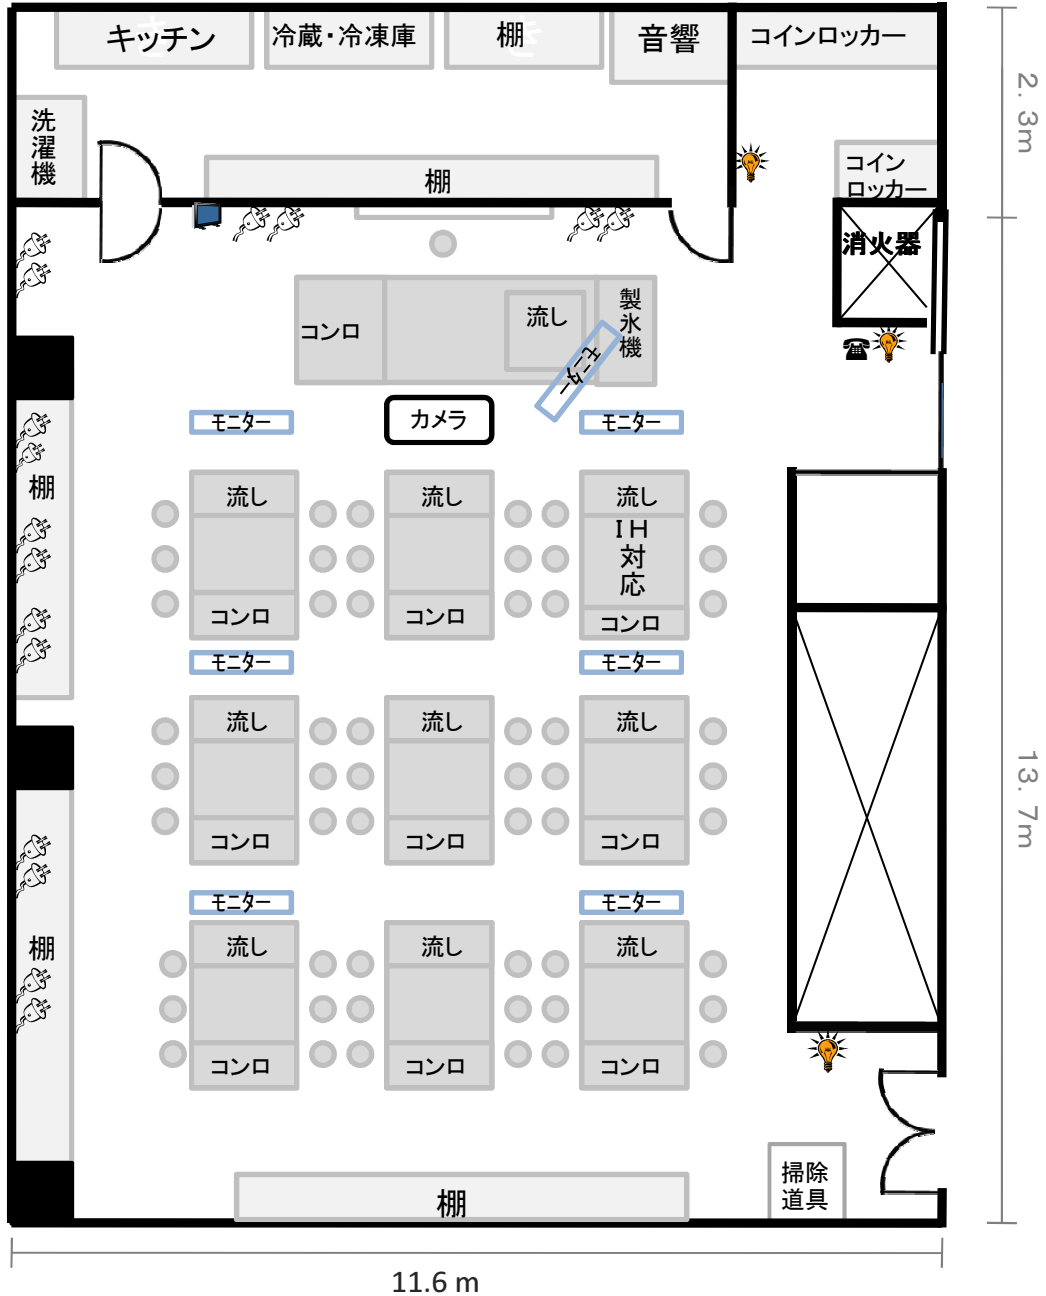 キッチン
冷蔵・冷凍庫
棚
音響
コインロッカー
2.3m
洗濯機
棚
コイン
ロッカー
消火器
コンロ
流し
製氷機
モニター
モニター
カメラ
モニター
棚
流し
コンロ
流し
コンロ
流し
IH対応
コンロ
モニター
モニター
流し
コンロ
流し
コンロ
流し
コンロ
13.7m
モニター
モニター
棚
流し
コンロ
流し
コンロ
流し
コンロ
棚
掃除
道具
11.6 m